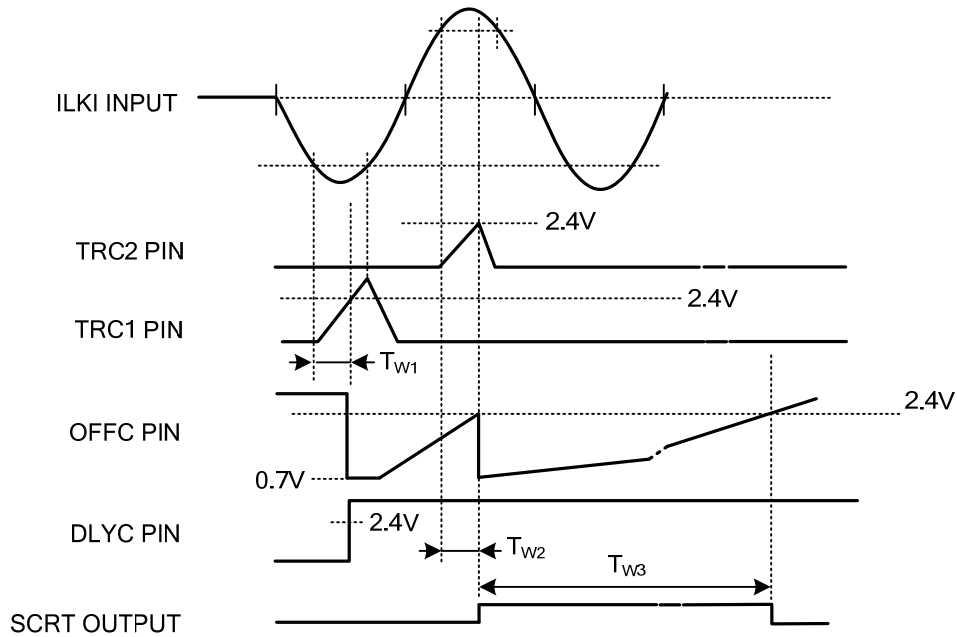 ILKI INPUT
2.4V
TRC2 PIN
2.4V
TRC1 PIN
TW1
2.4V
OFFC PIN
0.7V
2.4V
DLYC PIN
TW2
TW3
SCRT OUTPUT